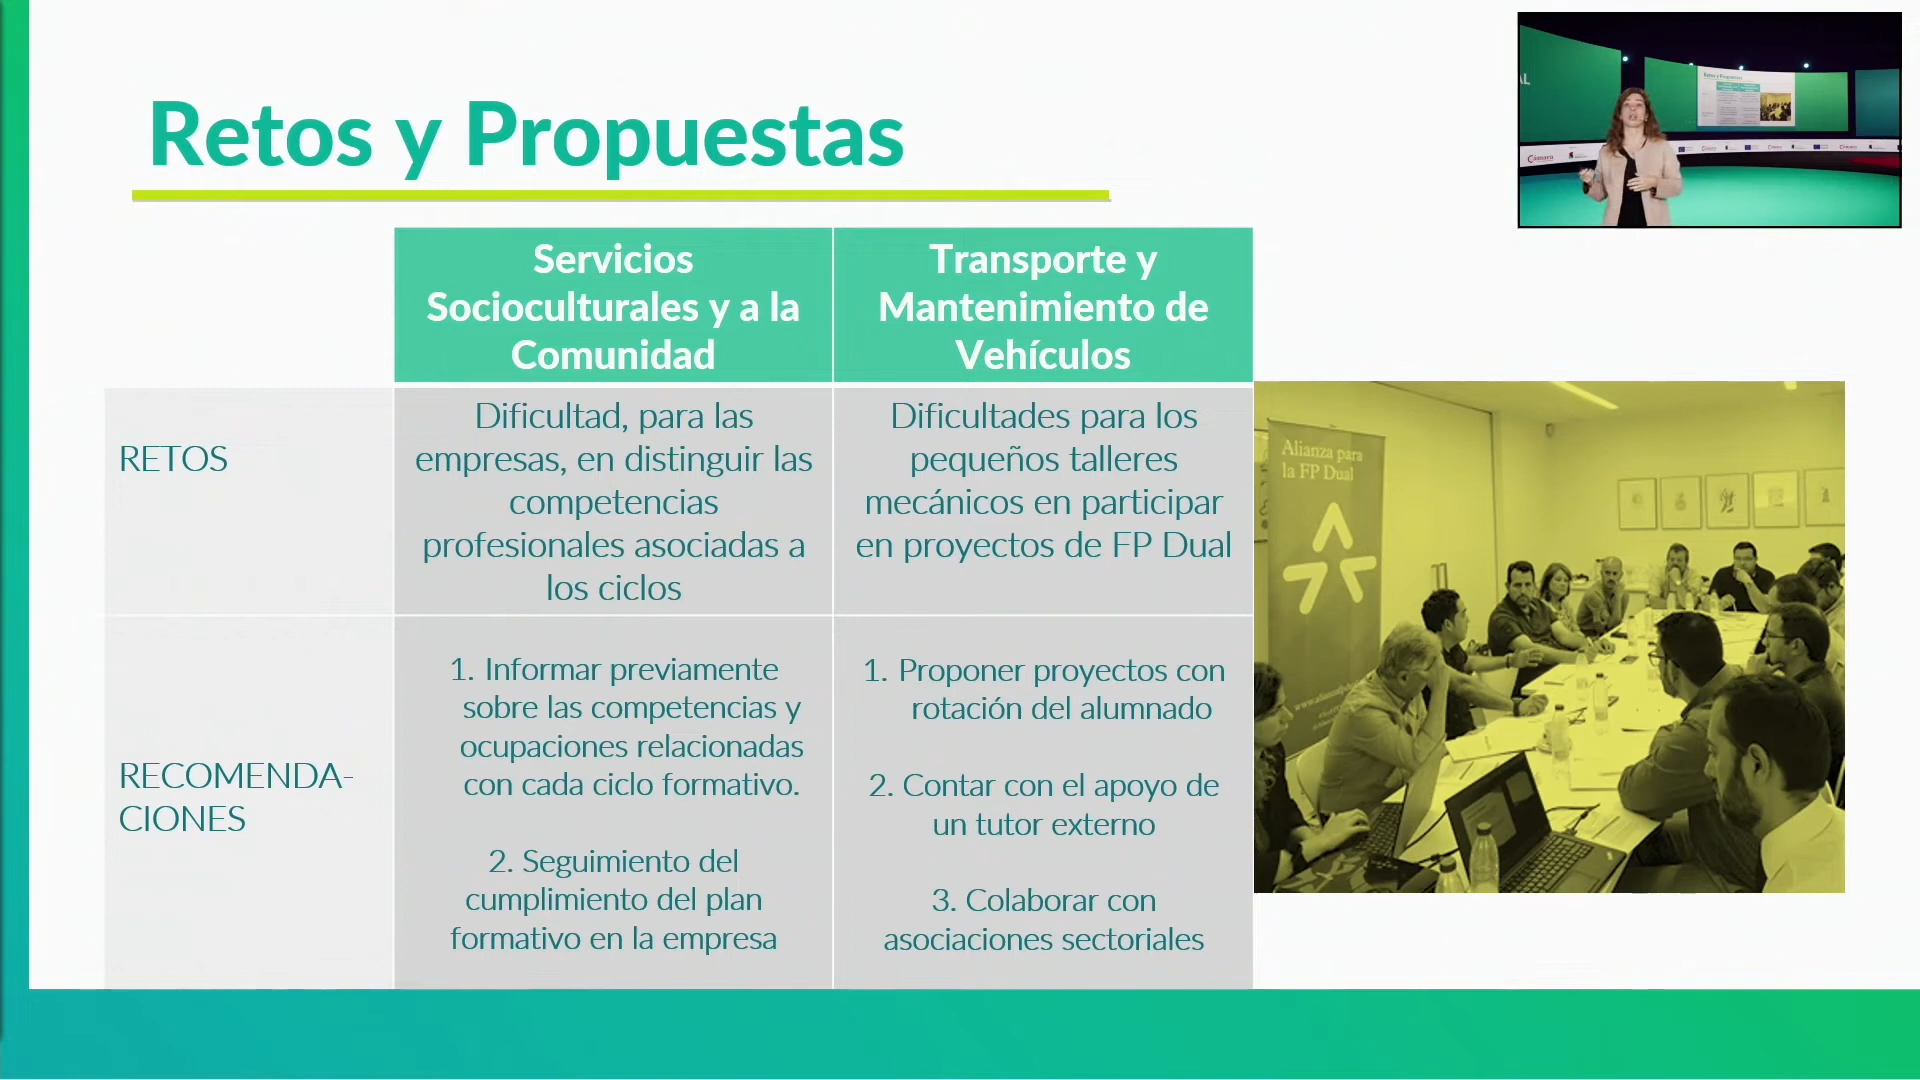 Retos y Propuestas
Servicios
Socioculturales y a la
Comunidad
Transporte y
Mantenimiento de
Vehículos
RETOS
Dificultad, para las
empresas, en distinguir las
competencias
profesionales asociadas a
los ciclos
Dificultades para los
pequeños talleres
mecánicos en participar
en proyectos de FP Dual
RECOMENDA-
CIONES
1. Informar previamente
sobre las competencias y
ocupaciones relacionadas
con cada ciclo formativo.
2. Seguimiento del
cumplimiento del plan
formativo en la empresa
1. Proponer proyectos con
rotación del alumnado
2. Contar con el apoyo de
un tutor externo
3. Colaborar con
asociaciones sectoriales
Alianza para
la FP Dual
Cámara